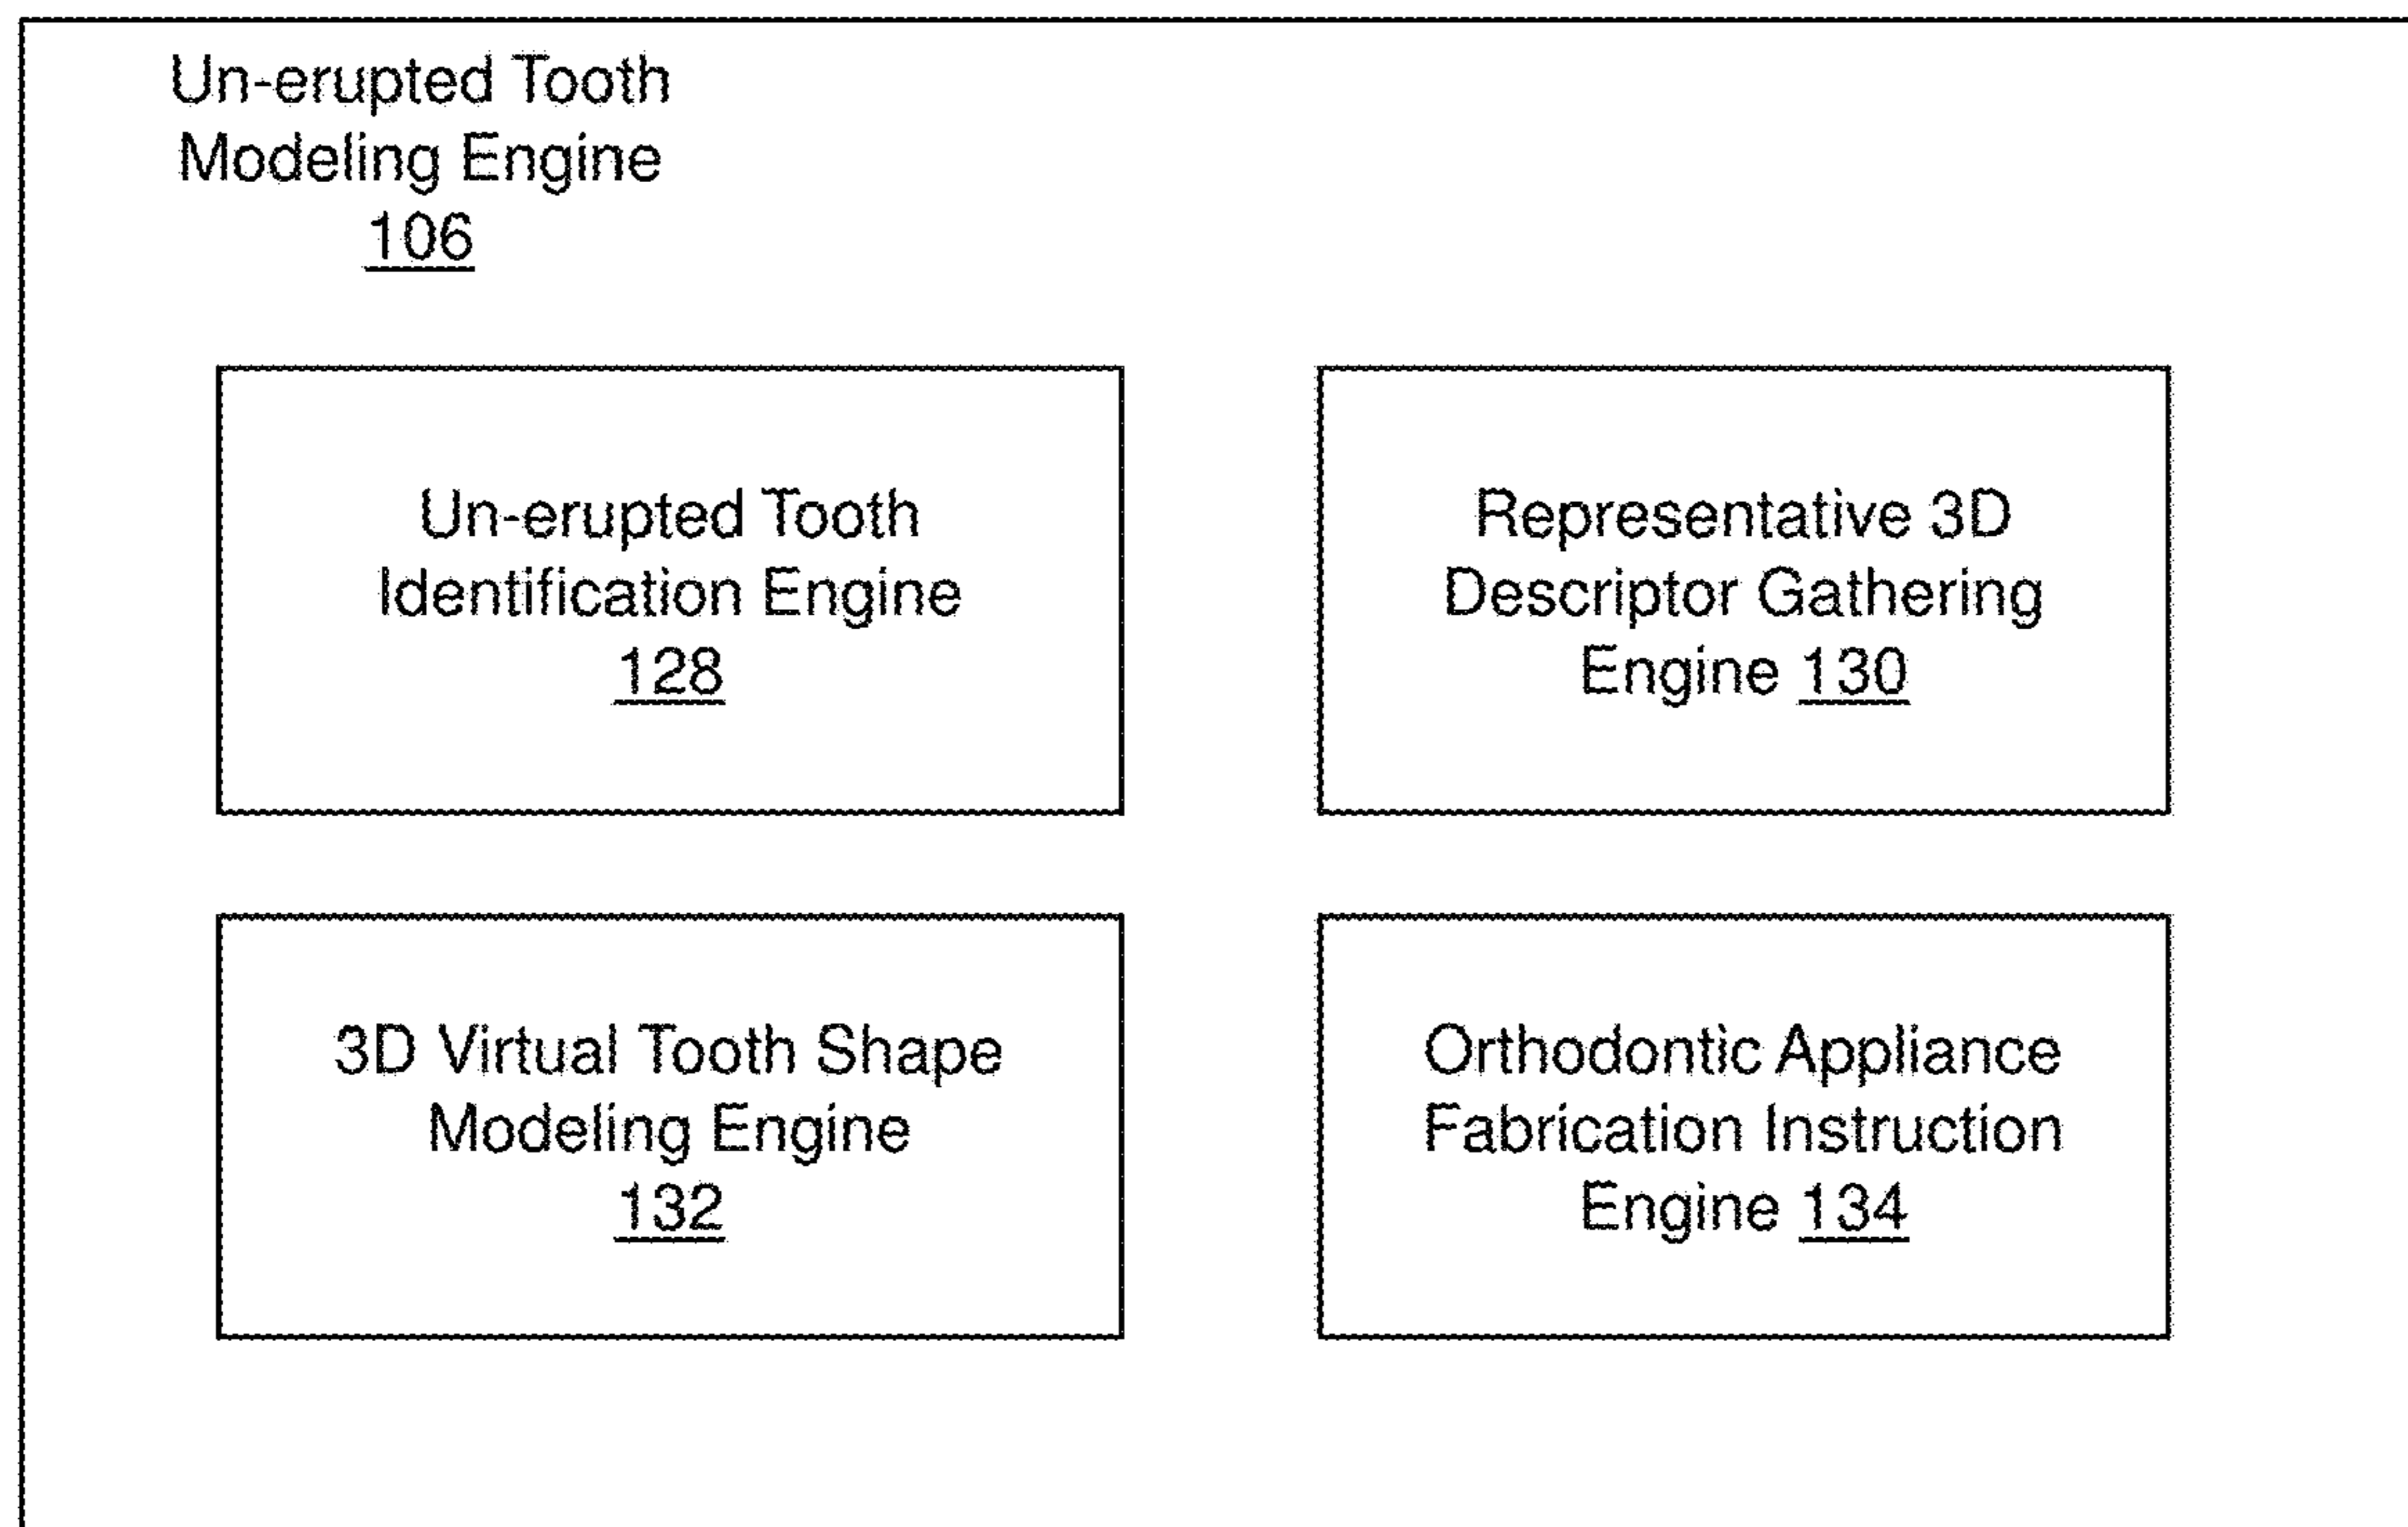 Un-erupted Tooth
Modeling Engine
106
Un-erupted Tooth
Identification Engine
128
Representative 3D
Descriptor Gathering
Engine 130
3D Virtual Tooth Shape
Modeling Engine
132
Orthodontic Appliance
Fabrication Instruction
Engine 134